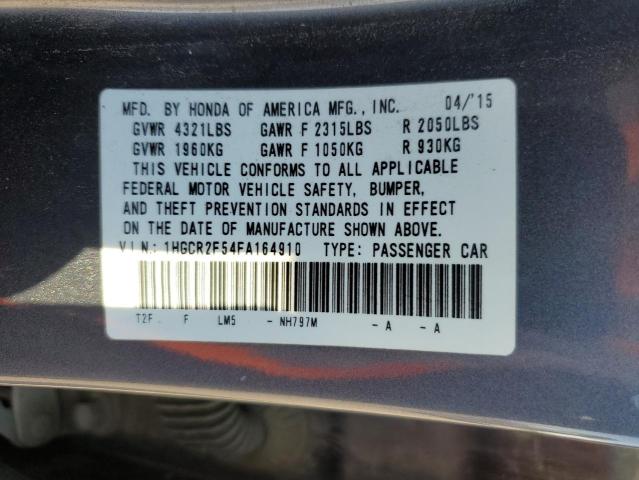 MFD. BY HONDA OF AMERICA MFG., INC. 04/'15
GVWR 4321LBS GAWR F 2315LBS R 2050LBS
GVWR 1960KG GAWR F 1050KG R 930KG
THIS VEHICLE CONFORMS TO ALL APPLICABLE
FEDERAL MOTOR VEHICLE SAFETY, BUMPER,
AND THEFT PREVENTION STANDARDS IN EFFECT
ON THE DATE OF MANUFACTURE SHOWN ABOVE.
V.I.N.: 1HGCR2F54FA164910 TYPE: PASSENGER CAR
T2F F LM5 - NH797M - A - A